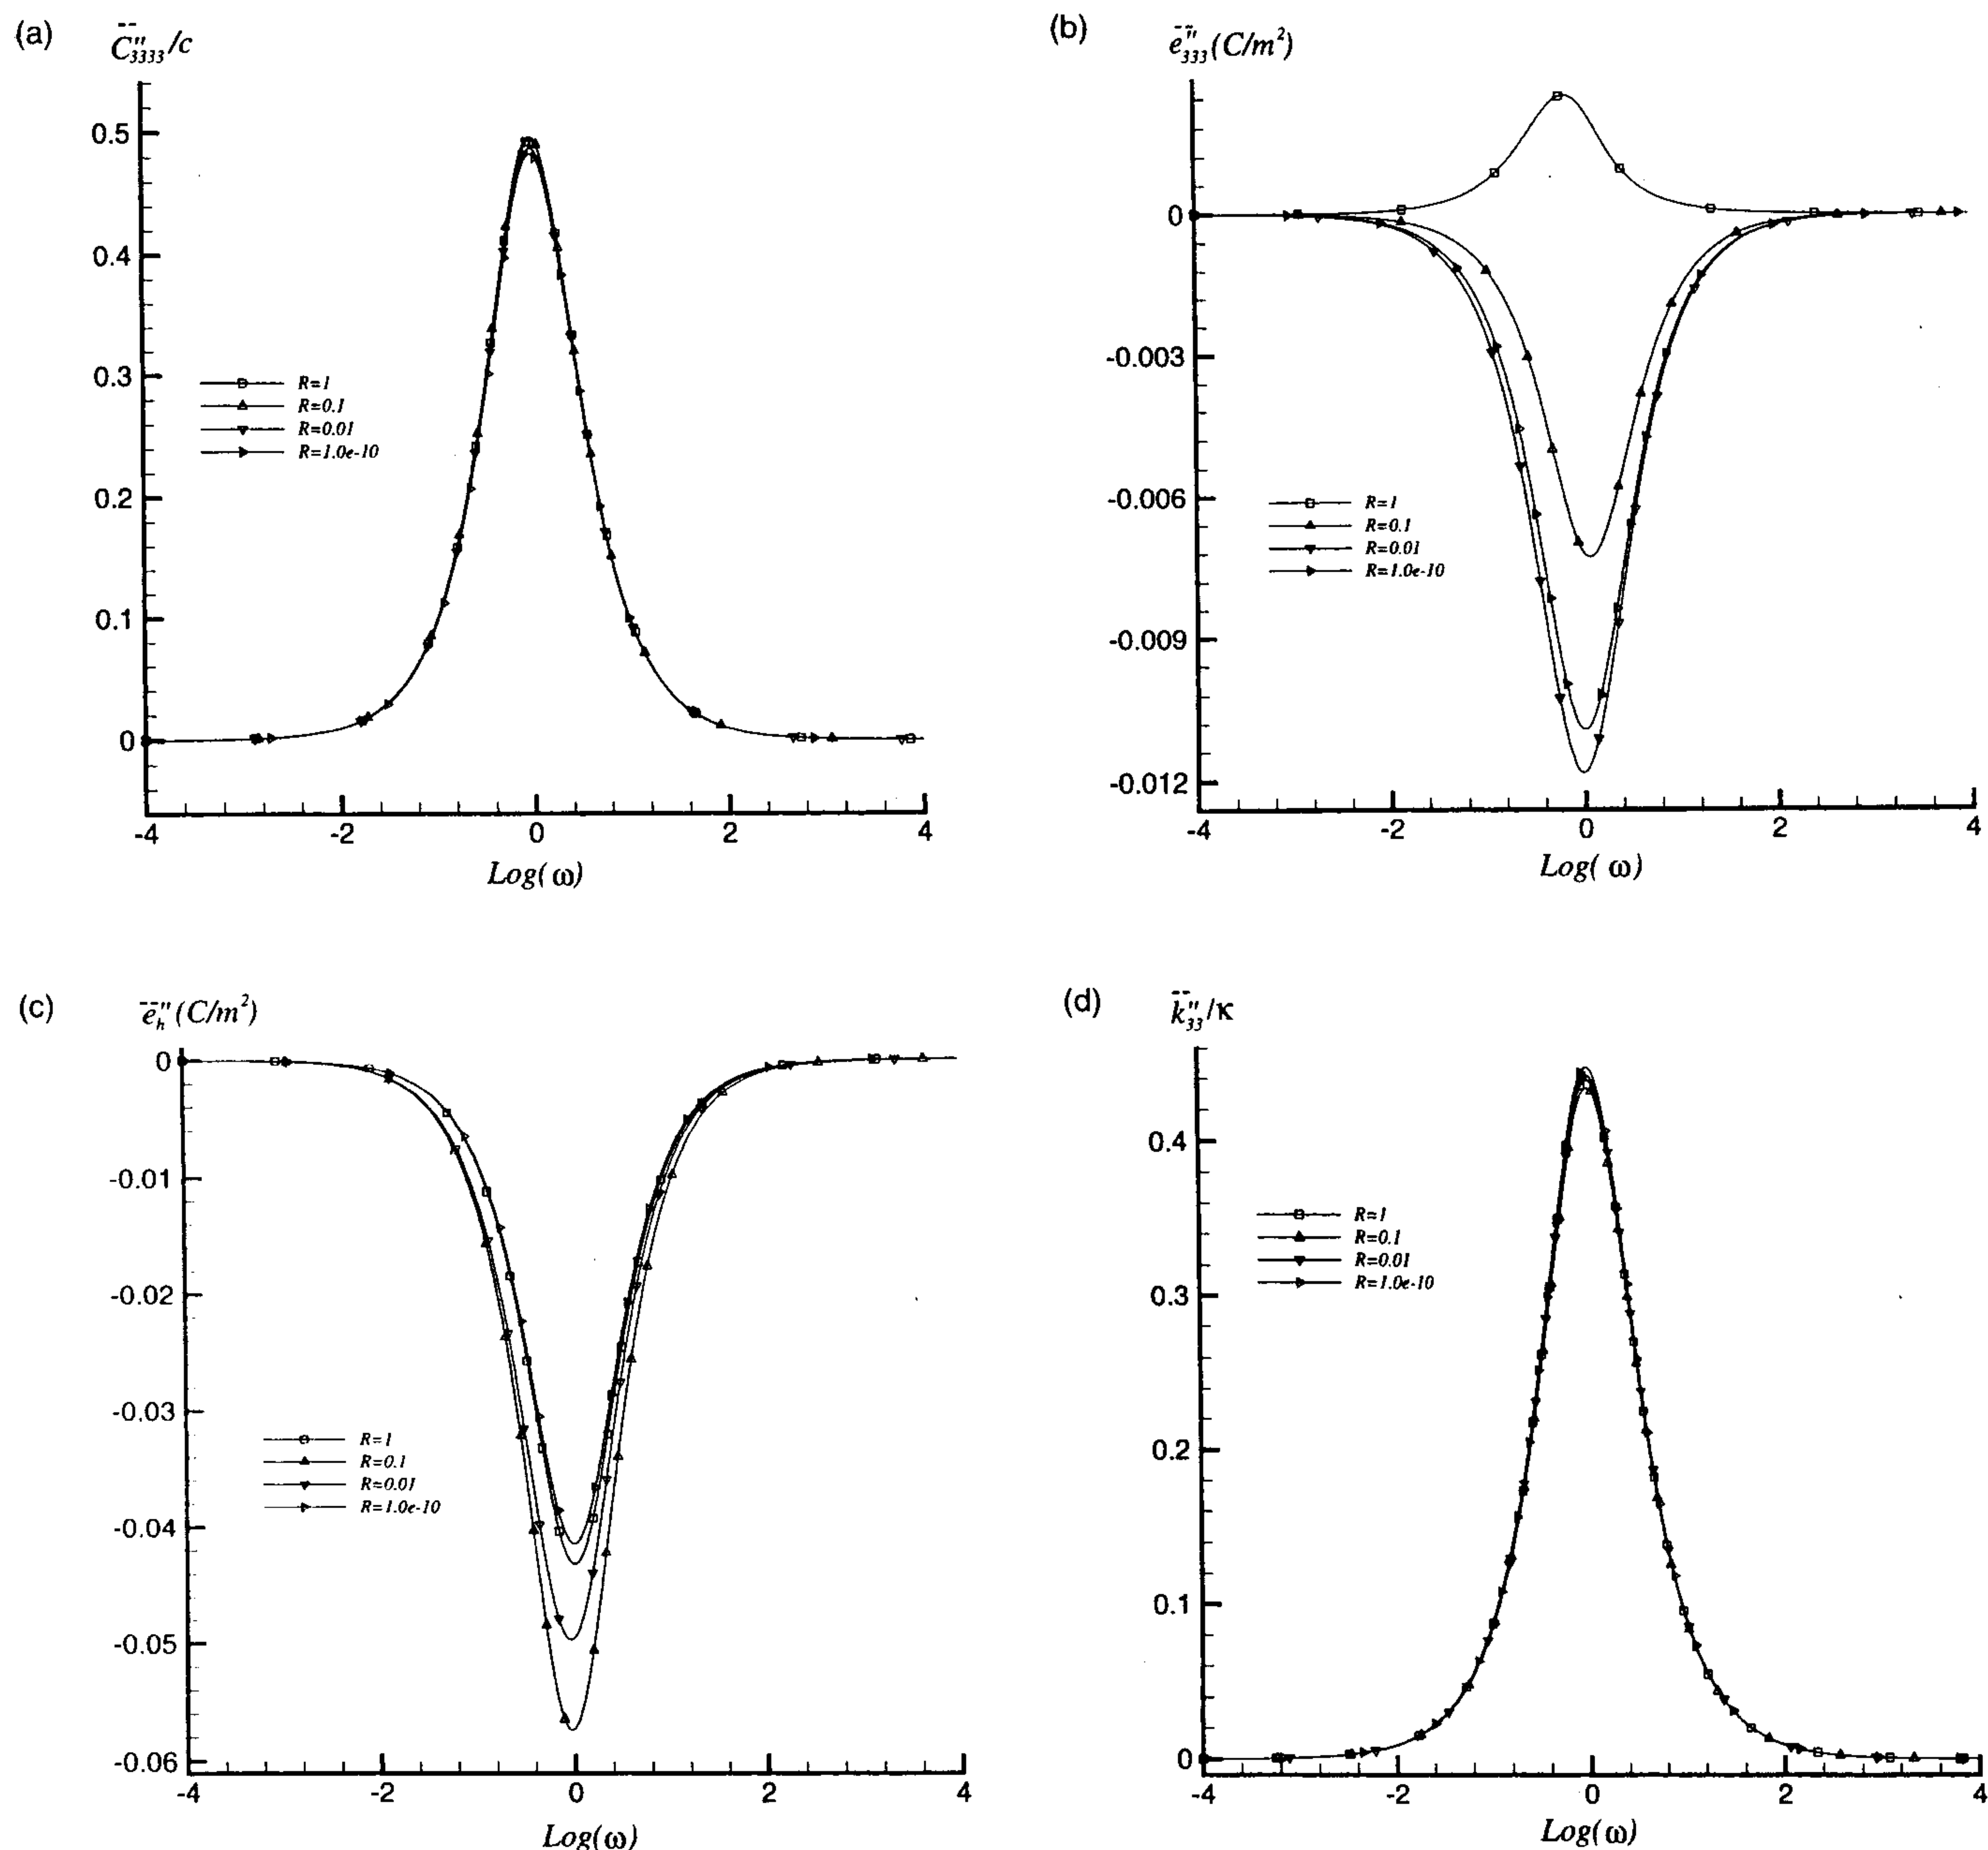 (a)
C̄''₃₃₃₃/c
0.5
0.4
0.3
0.2
0.1
0
R=1
R=0.1
R=0.01
R=1.0e-10
-4 -2 0 2 4
Log(ω)
(b)
ē''₃₃₃(C/m²)
0
-0.003
-0.006
-0.009
-0.012
R=1
R=0.1
R=0.01
R=1.0e-10
-4 -2 0 2 4
Log( ω)
(c)
ē''ₕ(C/m²)
0
-0.01
-0.02
-0.03
-0.04
-0.05
-0.06
R=1
R=0.1
R=0.01
R=1.0e-10
-4 -2 0 2 4
Log(ω)
(d)
k̄''₃₃/κ
0.4
0.3
0.2
0.1
0
R=1
R=0.1
R=0.01
R=1.0e-10
-4 -2 0 2 4
Log(ω)